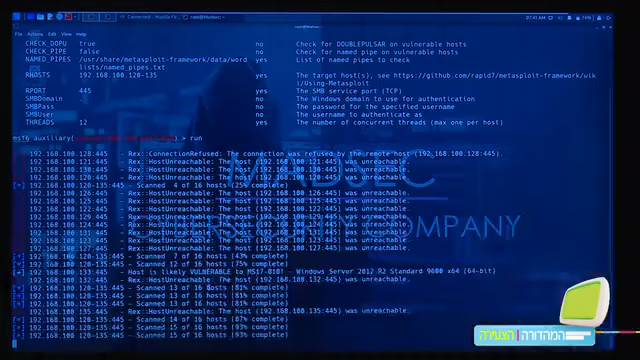 File Actions Edit View Help
CHECK_DOPU true no Check for DOUBLEPULSAR on vulnerable hosts
CHECK_PIPE false no Check for named pipe on vulnerable hosts
NAMED_PIPES /usr/share/metasploit-framework/data/word yes List of named pipes to check
lists/named_pipes.txt
RHOSTS 192.168.100.120-135 yes The target host(s), see https://github.com/rapid7/metasploit-framework/wik
i/Using-Metasploit
RPORT 445 yes The SMB service port (TCP)
SMBDomain . no The Windows domain to use for authentication
SMBPass no The password for the specified username
SMBUser no The username to authenticate as
THREADS 12 yes The number of concurrent threads (max one per host)
msf6 auxiliary( ) > run
192.168.100.128:445 - Rex::ConnectionRefused: The connection was refused by the remote host (192.168.100.128:445).
192.168.100.121:445 - Rex::HostUnreachable: The host (192.168.100.121:445) was unreachable.
192.168.100.130:445 - Rex::HostUnreachable: The host (192.168.100.130:445) was unreachable.
192.168.100.120:445 - Rex::HostUnreachable: The host (192.168.100.120:445) was unreachable.
[*] 192.168.100.120-135:445 - Scanned 4 of 16 hosts (25% complete)
192.168.100.126:445 - Rex::HostUnreachable: The host (192.168.100.126:445) was unreachable.
192.168.100.125:445 - Rex::HostUnreachable: The host (192.168.100.125:445) was unreachable.
192.168.100.122:445 - Rex::HostUnreachable: The host (192.168.100.122:445) was unreachable.
192.168.100.129:445 - Rex::HostUnreachable: The host (192.168.100.129:445) was unreachable.
192.168.100.124:445 - Rex::HostUnreachable: The host (192.168.100.124:445) was unreachable.
192.168.100.131:445 - Rex::HostUnreachable: The host (192.168.100.131:445) was unreachable.
192.168.100.123:445 - Rex::HostUnreachable: The host (192.168.100.123:445) was unreachable.
192.168.100.127:445 - Rex::HostUnreachable: The host (192.168.100.127:445) was unreachable.
[*] 192.168.100.120-135:445 - Scanned 7 of 16 hosts (43% complete)
[*] 192.168.100.120-135:445 - Scanned 12 of 16 hosts (75% complete)
[+] 192.168.100.133:445 - Host is likely VULNERABLE to MS17-010! - Windows Server 2012 R2 Standard 9600 x64 (64-bit)
192.168.100.132:445 - Rex::HostUnreachable: The host (192.168.100.132:445) was unreachable.
[*] 192.168.100.120-135:445 - Scanned 13 of 16 hosts (81% complete)
[*] 192.168.100.120-135:445 - Scanned 13 of 16 hosts (81% complete)
[*] 192.168.100.120-135:445 - Scanned 13 of 16 hosts (81% complete)
192.168.100.135:445 - Rex::HostUnreachable: The host (192.168.100.135:445) was unreachable.
[*] 192.168.100.120-135:445 - Scanned 14 of 16 hosts (87% complete)
[*] 192.168.100.120-135:445 - Scanned 15 of 16 hosts (93% complete)
[*] 192.168.100.120-135:445 - Scanned 15 of 16 hosts (93% complete)
MADSEC
COMPANY
המהדורה הצעירה